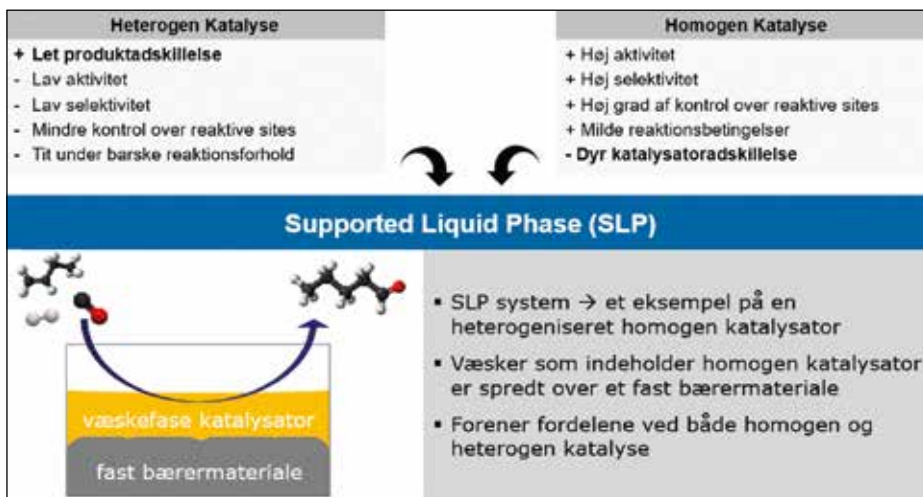 Heterogen Katalyse
+ Let produktadskillelse
- Lav aktivitet
- Lav selektivitet
- Mindre kontrol over reaktive sites
- Tit under barske reaktionsforhold
Homogen Katalyse
+ Høj aktivitet
+ Høj selektivitet
+ Høj grad af kontrol over reaktive sites
+ Milde reaktionsbetingelser
- Dyr katalysatoradskillelse
Supported Liquid Phase (SLP)
væskefase katalysator
fast bærermateriale
▪ SLP system → et eksempel på en
heterogeniseret homogen katalysator
▪ Væsker som indeholder homogen katalysator
er spredt over et fast bærermateriale
▪ Forener fordelene ved både homogen og
heterogen katalyse